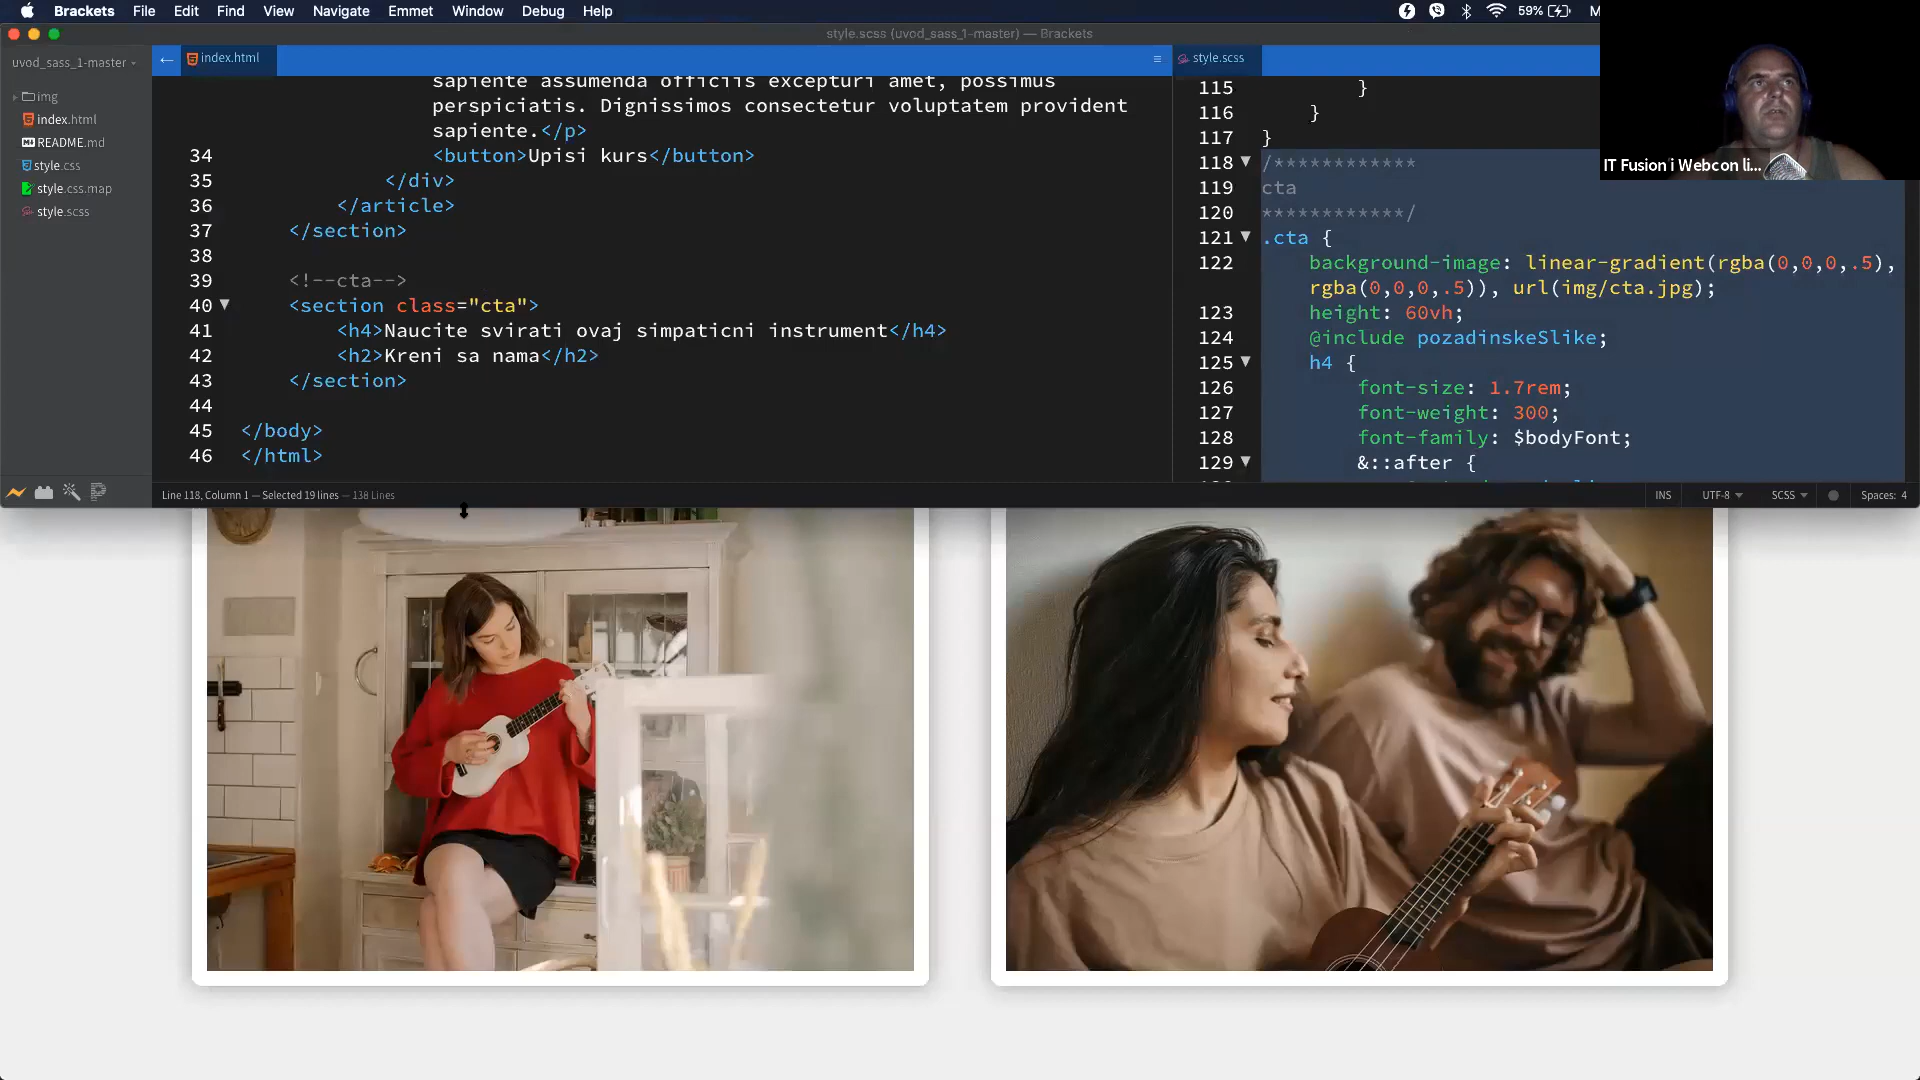 Brackets File Edit Find View Navigate Emmet Window Debug Help
59%
style.scss (uvod_sass_1-master) — Brackets
uvod_sass_1-master
img
index.html
README.md
style.css
style.css.map
style.scss
index.html
sapiente assumenda officiis excepturi amet, possimus
perspiciatis. Dignissimos consectetur voluptatem provident
sapiente.</p>
34 <button>Upisi kurs</button>
35 </div>
36 </article>
37 </section>
38
39 <!--cta-->
40 <section class="cta">
41 <h4>Naucite svirati ovaj simpaticni instrument</h4>
42 <h2>Kreni sa nama</h2>
43 </section>
44
45 </body>
46 </html>
style.scss
115 }
116 }
117 }
118 /************
119 cta
120 ************/
121 .cta {
122 background-image: linear-gradient(rgba(0,0,0,.5),
rgba(0,0,0,.5)), url(img/cta.jpg);
123 height: 60vh;
124 @include pozadinskeSlike;
125 h4 {
126 font-size: 1.7rem;
127 font-weight: 300;
128 font-family: $bodyFont;
129 &::after {
IT Fusion i Webcon li...
Line 118, Column 1 — Selected 19 lines — 138 Lines
INS UTF-8 SCSS Spaces: 4